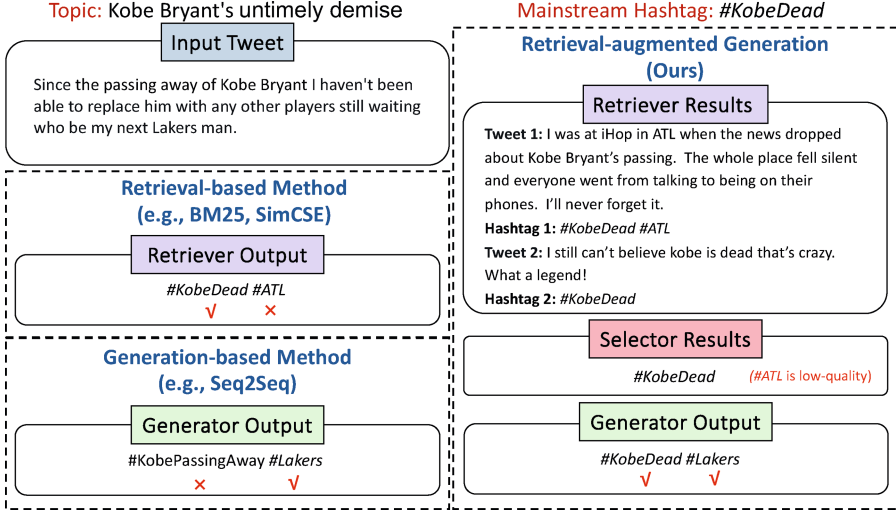 Topic: Kobe Bryant's untimely demise
Input Tweet
Since the passing away of Kobe Bryant I haven't been
able to replace him with any other players still waiting
who be my next Lakers man.
Retrieval-based Method
(e.g., BM25, SimCSE)
Retriever Output
#KobeDead #ATL
√ ×
Generation-based Method
(e.g., Seq2Seq)
Generator Output
#KobePassingAway #Lakers
× √
Mainstream Hashtag: #KobeDead
Retrieval-augmented Generation
(Ours)
Retriever Results
Tweet 1: I was at iHop in ATL when the news dropped
about Kobe Bryant's passing. The whole place fell silent
and everyone went from talking to being on their
phones. I'll never forget it.
Hashtag 1: #KobeDead #ATL
Tweet 2: I still can't believe kobe is dead that's crazy.
What a legend!
Hashtag 2: #KobeDead
Selector Results
#KobeDead (#ATL is low-quality)
Generator Output
#KobeDead #Lakers
√ √